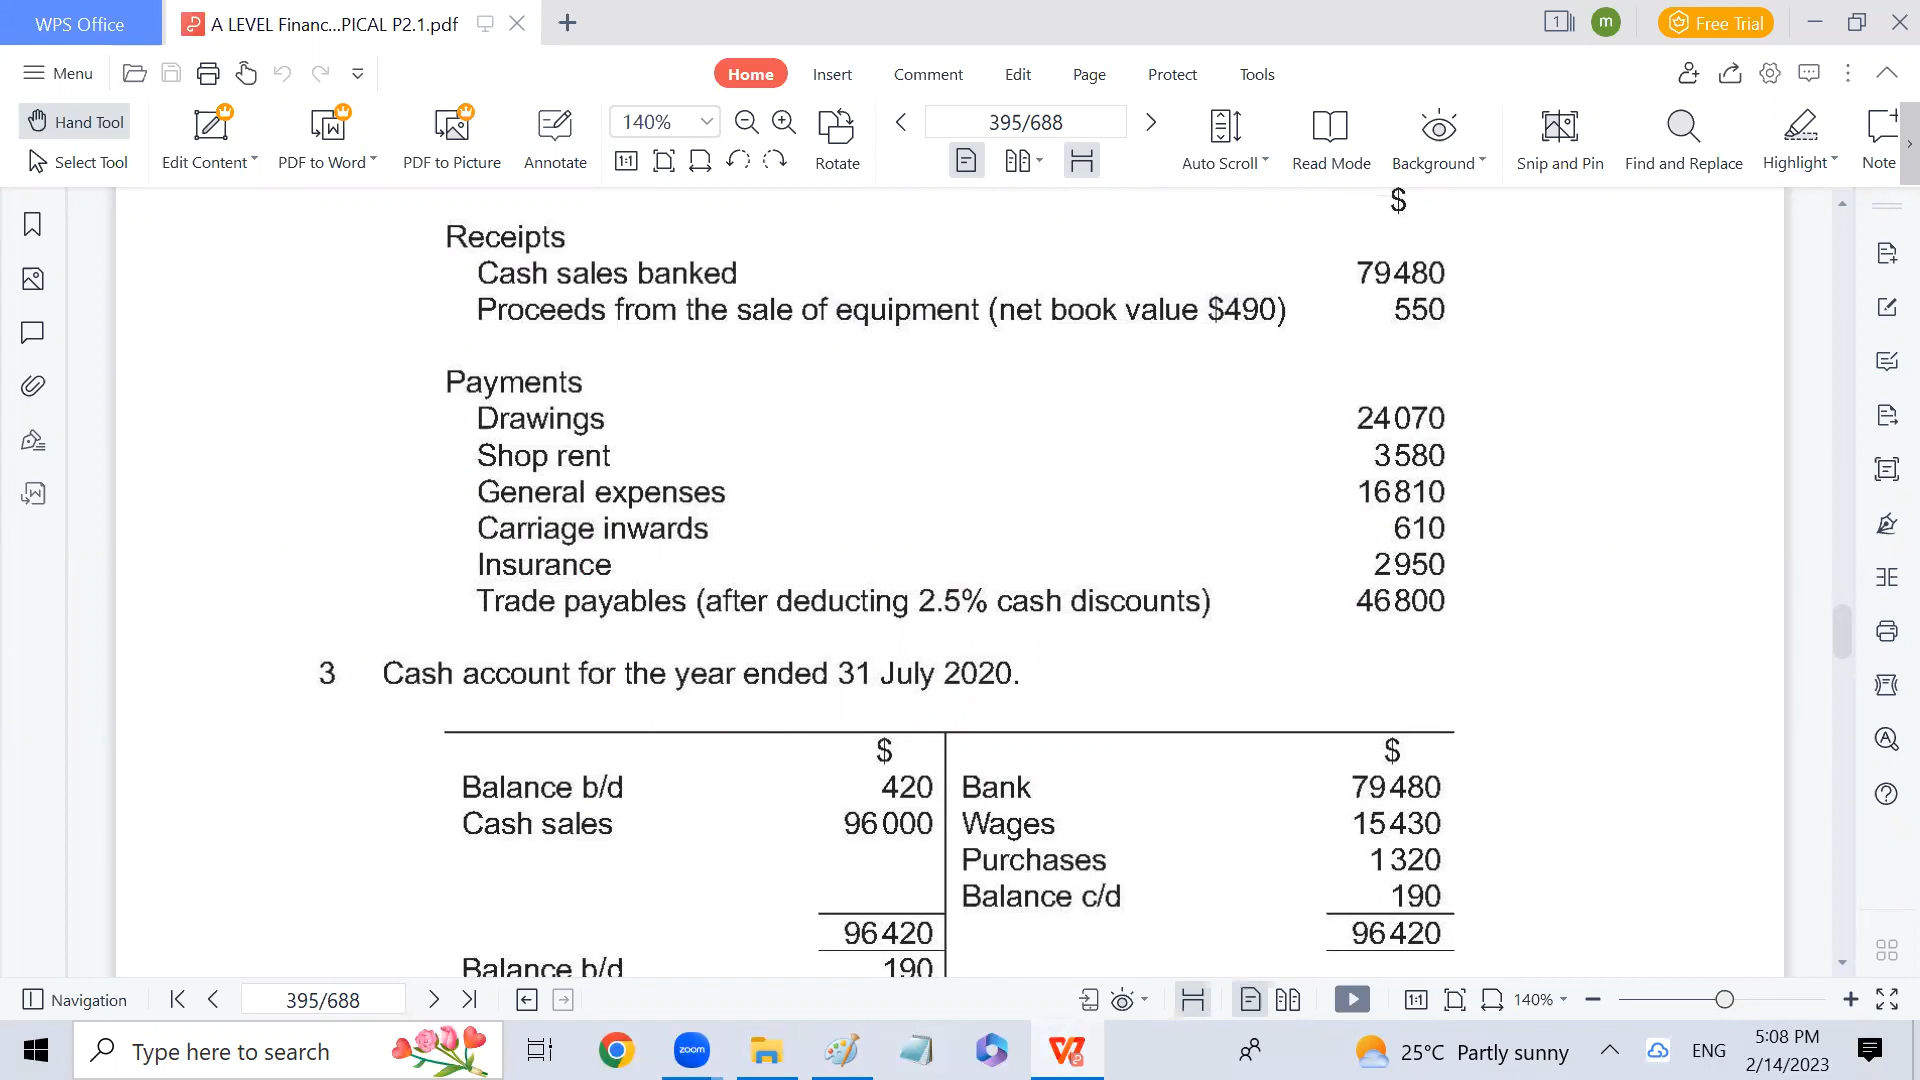 WPS Office
A LEVEL Financ...PICAL P2.1.pdf
1
m
Free Trial
Menu
Home
Insert
Comment
Edit
Page
Protect
Tools
Hand Tool
Select Tool
Edit Content
PDF to Word
PDF to Picture
Annotate
140%
1:1
Rotate
395/688
Auto Scroll
Read Mode
Background
Snip and Pin
Find and Replace
Highlight
Note
$
Receipts
Cash sales banked 79480
Proceeds from the sale of equipment (net book value $490) 550
Payments
Drawings 24070
Shop rent 3580
General expenses 16810
Carriage inwards 610
Insurance 2950
Trade payables (after deducting 2.5% cash discounts) 46800
3 Cash account for the year ended 31 July 2020.
$ $
Balance b/d 420 Bank 79480
Cash sales 96000 Wages 15430
Purchases 1320
Balance c/d 190
96420 96420
Balance b/d 190
Navigation
395/688
1:1
140%
Type here to search
zoom
25°C Partly sunny
ENG
5:08 PM
2/14/2023